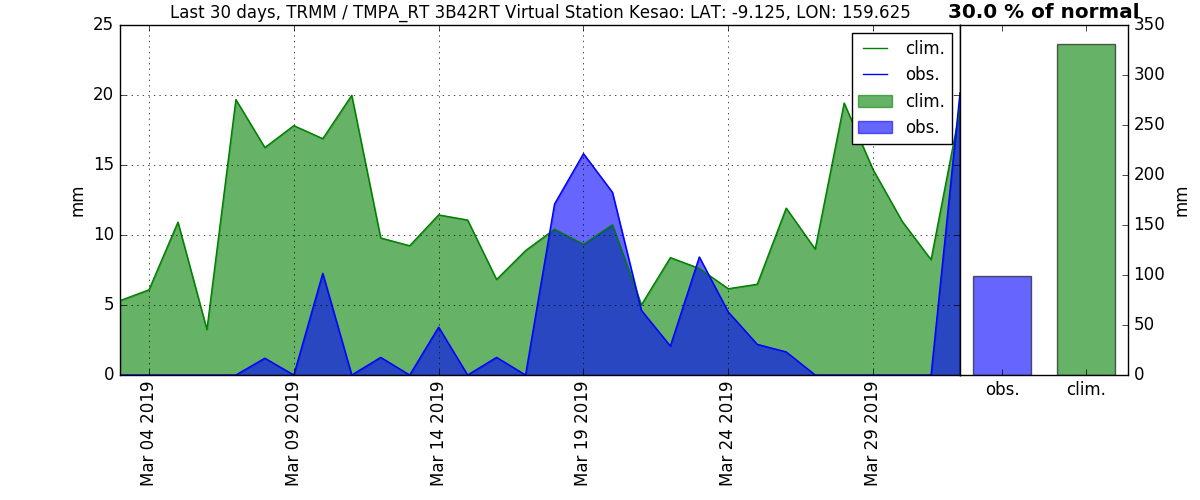 Last 30 days, TRMM / TMPA_RT 3B42RT Virtual Station Kesao: LAT: -9.125, LON: 159.625
30.0 % of normal
25
20
15
10
5
0
mm
clim.
obs.
clim.
obs.
350
300
250
200
150
100
50
0
mm
Mar 04 2019
Mar 09 2019
Mar 14 2019
Mar 19 2019
Mar 24 2019
Mar 29 2019
obs.
clim.